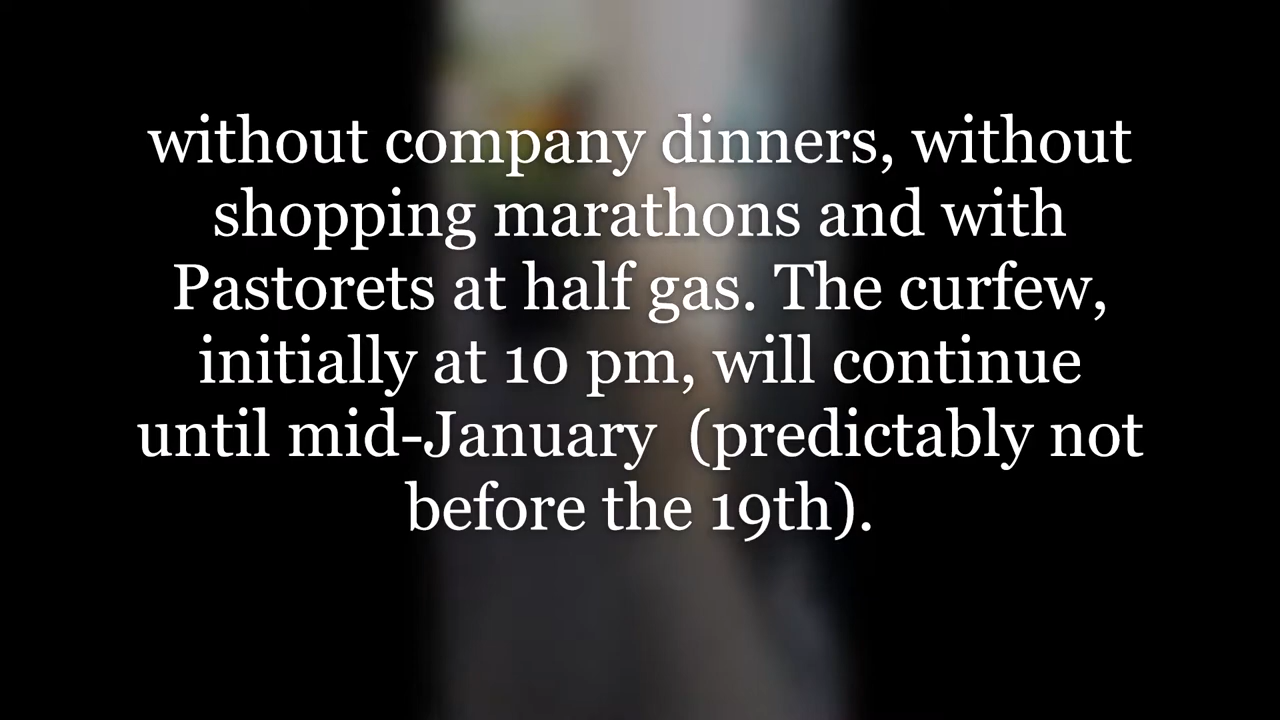 without company dinners, without
shopping marathons and with
Pastorets at half gas. The curfew,
initially at 10 pm, will continue
until mid-January  (predictably not
before the 19th).